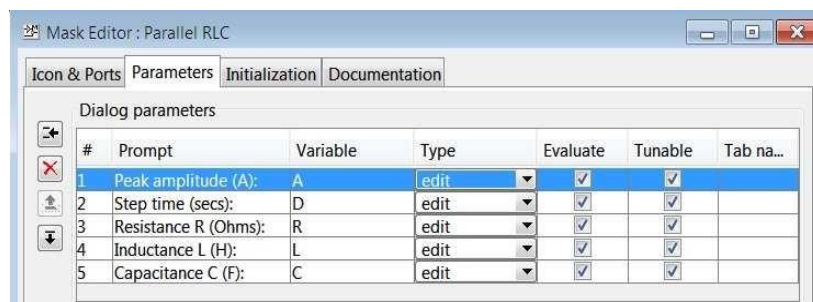 Mask Editor : Parallel RLC
Icon & Ports Parameters Initialization Documentation
Dialog parameters
# Prompt Variable Type Evaluate Tunable Tab na...
1 Peak amplitude (A): A edit
2 Step time (secs): D edit
3 Resistance R (Ohms): R edit
4 Inductance L (H): L edit
5 Capacitance C (F): C edit